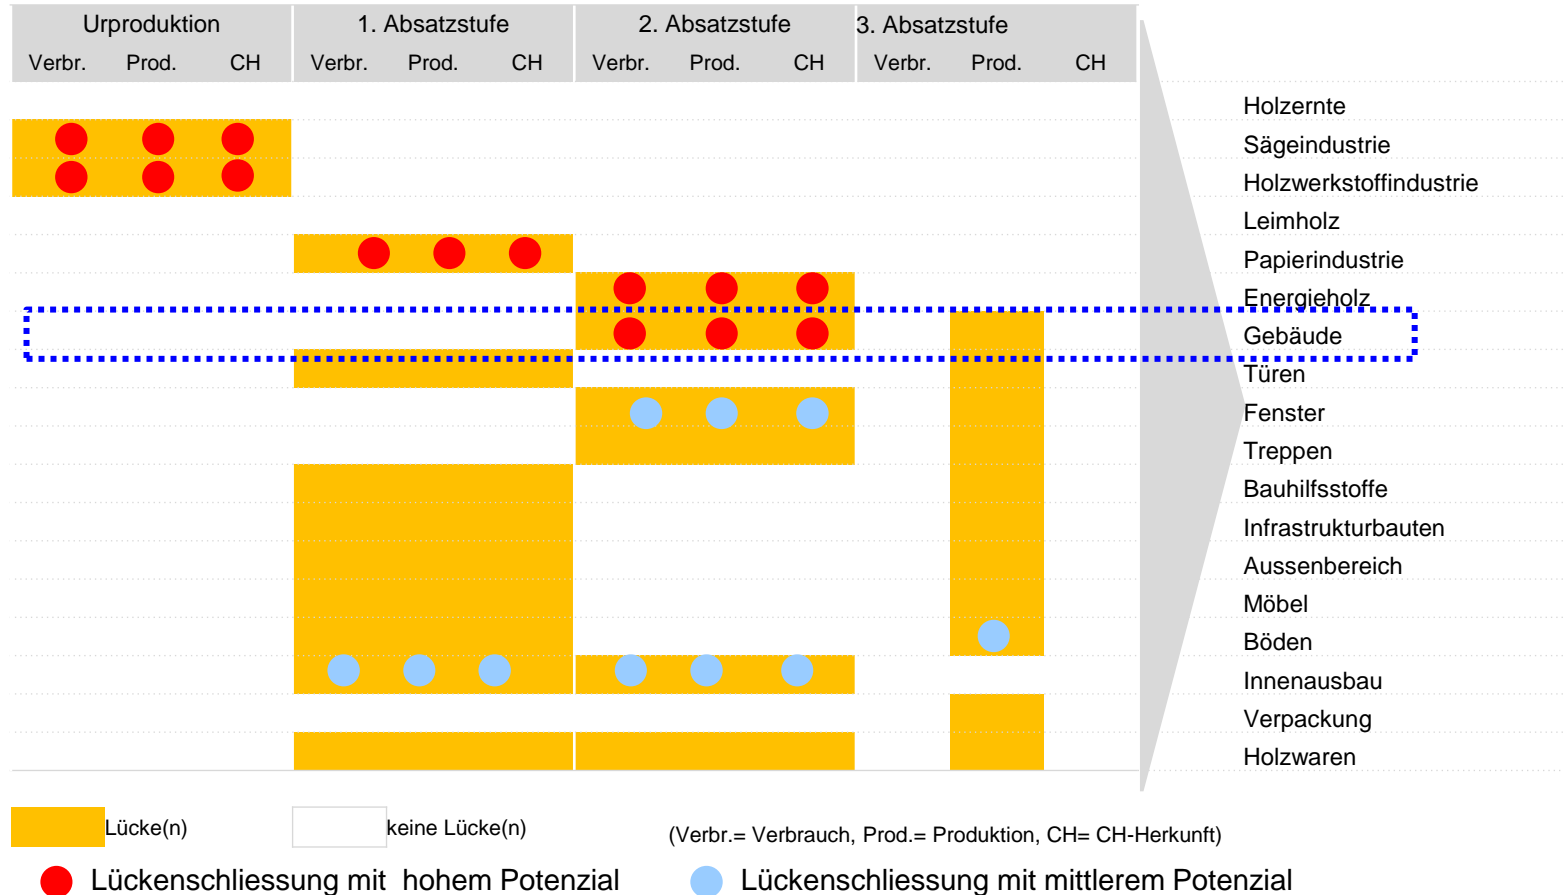 Urproduktion 1. Absatzstufe 2. Absatzstufe 3. Absatzstufe
Verbr. Prod. CH Verbr. Prod. CH Verbr. Prod. CH Verbr. Prod. CH
Holzernte
Sägeindustrie
Holzwerkstoffindustrie
Leimholz
Papierindustrie
Energieholz
Gebäude
Türen
Fenster
Treppen
Bauhilfsstoffe
Infrastrukturbauten
Aussenbereich
Möbel
Böden
Innenausbau
Verpackung
Holzwaren
Lücke(n) keine Lücke(n) (Verbr.= Verbrauch, Prod.= Produktion, CH= CH-Herkunft)
Lückenschliessung mit hohem Potenzial Lückenschliessung mit mittlerem Potenzial